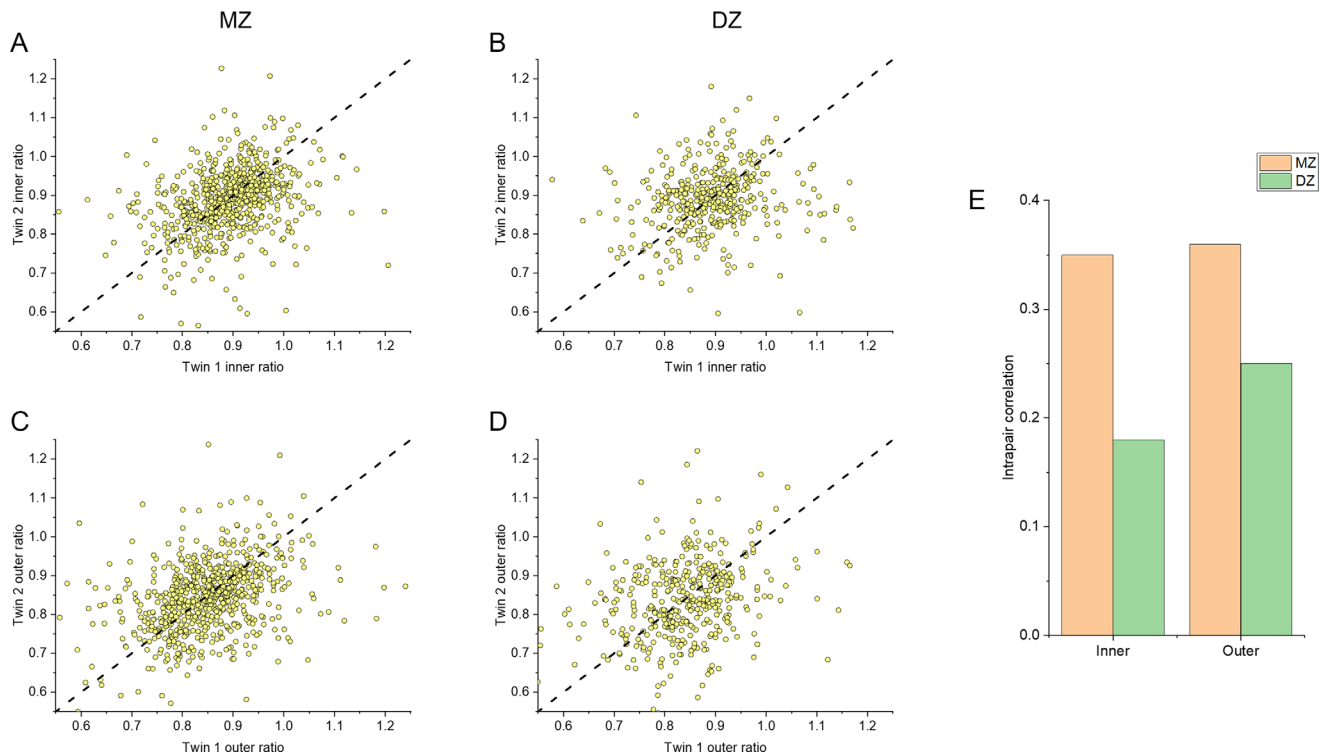 MZ
DZ
A
1.2
1.1
1.0
0.9
0.8
0.7
0.6
Twin 2 inner ratio
0.6 0.7 0.8 0.9 1.0 1.1 1.2
Twin 1 inner ratio
B
1.2
1.1
1.0
0.9
0.8
0.7
0.6
Twin 2 inner ratio
0.6 0.7 0.8 0.9 1.0 1.1 1.2
Twin 1 inner ratio
C
1.2
1.1
1.0
0.9
0.8
0.7
0.6
Twin 2 outer ratio
0.6 0.7 0.8 0.9 1.0 1.1 1.2
Twin 1 outer ratio
D
1.2
1.1
1.0
0.9
0.8
0.7
0.6
Twin 2 outer ratio
0.6 0.7 0.8 0.9 1.0 1.1 1.2
Twin 1 outer ratio
MZ
DZ
E
0.4
0.3
0.2
0.1
0.0
Intrapair correlation
Inner Outer